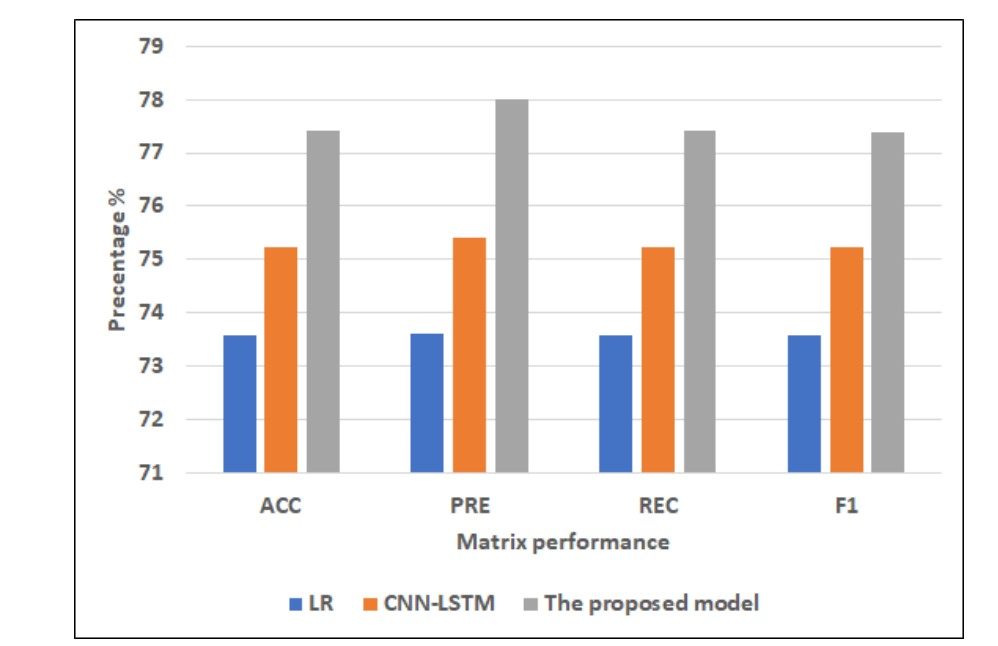 79
78
77
76
75
74
73
72
71
Precentage %
ACC PRE REC F1
Matrix performance
LR CNN-LSTM The proposed model